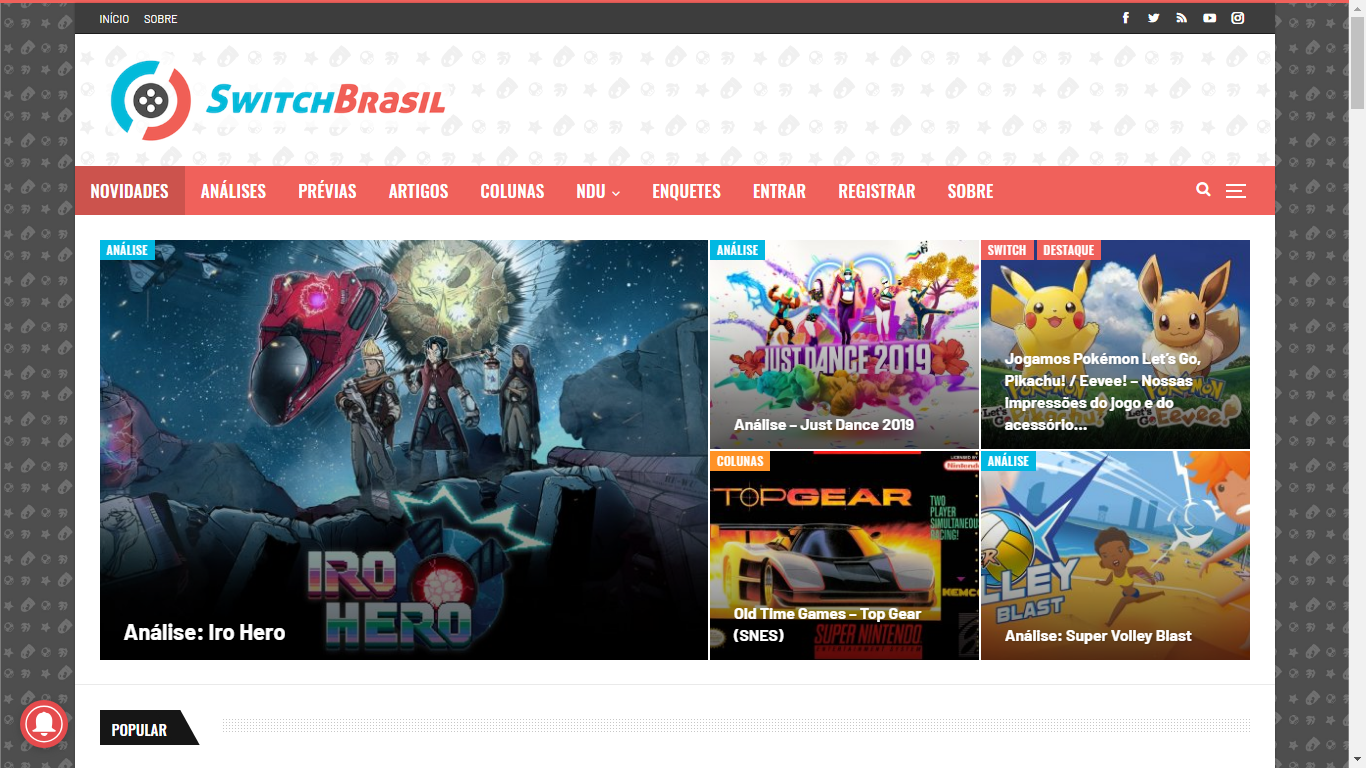 INÍCIO SOBRE
SWITCHBRASIL
NOVIDADES ANÁLISES PRÉVIAS ARTIGOS COLUNAS NDU ENQUETES ENTRAR REGISTRAR SOBRE
ANÁLISE
IRO
HERO
Análise: Iro Hero
ANÁLISE
JUST DANCE 2019
Análise – Just Dance 2019
SWITCH DESTAQUE
Jogamos Pokémon Let's Go,
Pikachu! / Eevee! – Nossas
Impressões do jogo e do
acessório...
COLUNAS
LICENSED BY
Nintendo
TOP GEAR
TWO
PLAYER
SIMULTANEOUS
RACING!
KEMCO
SUPER NINTENDO
ENTERTAINMENT SYSTEM
Old Time Games – Top Gear
(SNES)
ANÁLISE
LLEY
BLAST
Análise: Super Volley Blast
POPULAR